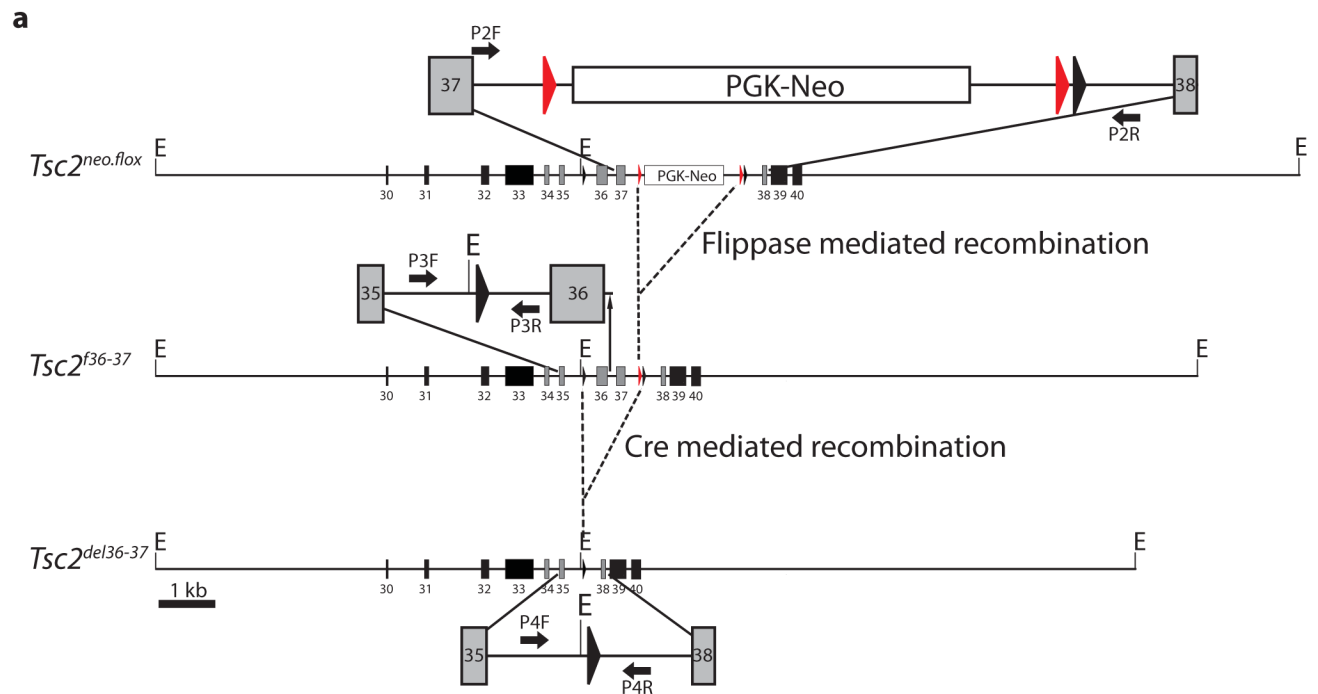 a
P2F
37 PGK-Neo 38
P2R
Tsc2neo.flox E E E
PGK-Neo
30 31 32 33 34 35 36 37 38 39 40
Flippase mediated recombination
P3F E
35 36
P3R
Tsc2f36-37 E E E
30 31 32 33 34 35 36 37 38 39 40
Cre mediated recombination
Tsc2del36-37 E E E
30 31 32 33 34 35 38 39 40
1 kb
E
P4F
35 38
P4R